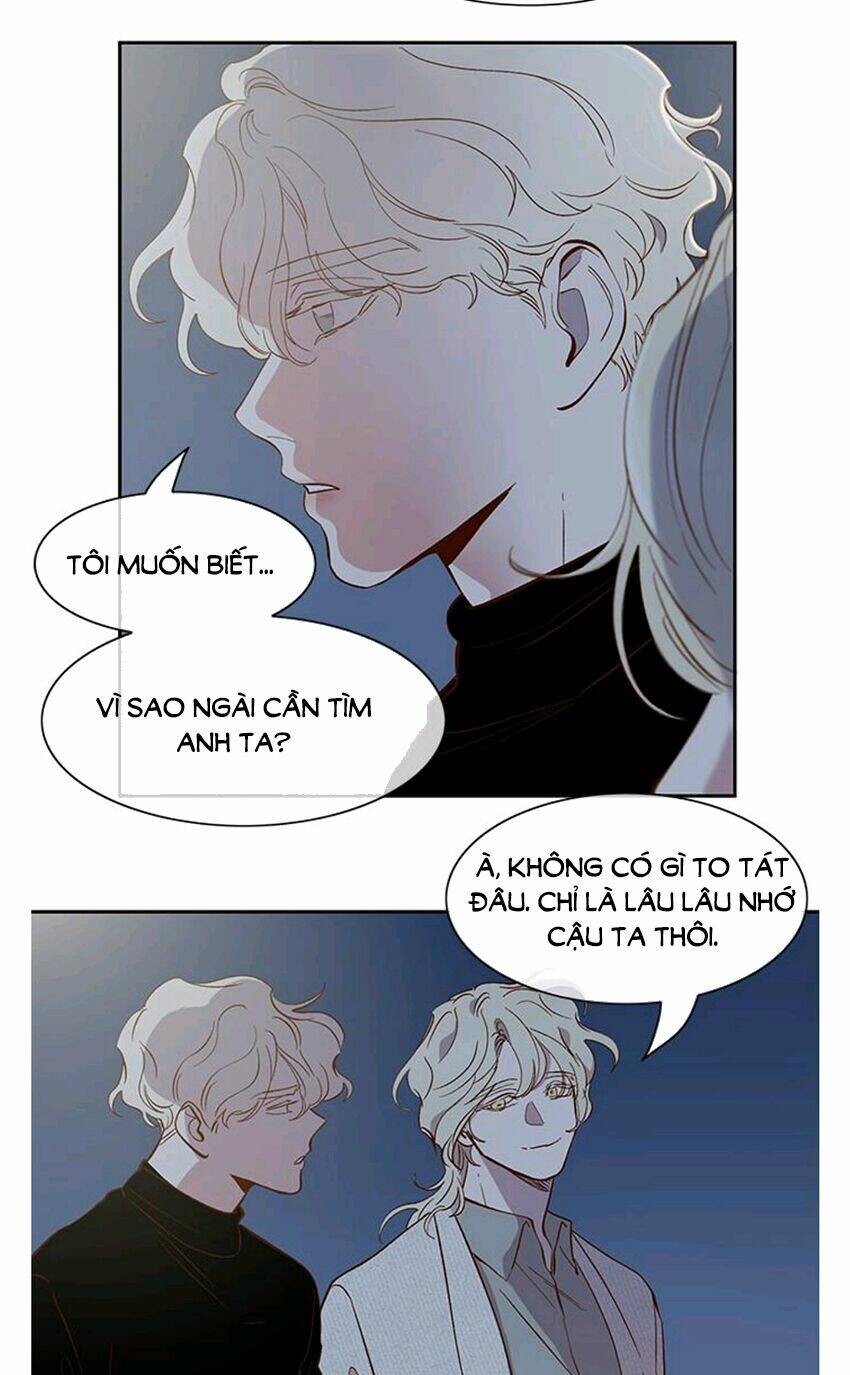 TÔI MUỐN BIẾT...
VÌ SAO NGÀI CẦN TÌM
ANH TA?
À, KHÔNG CÓ GÌ TO TÁT
ĐÂU. CHỈ LÀ LÂU LÂU NHỚ
CẬU TA THÔI.